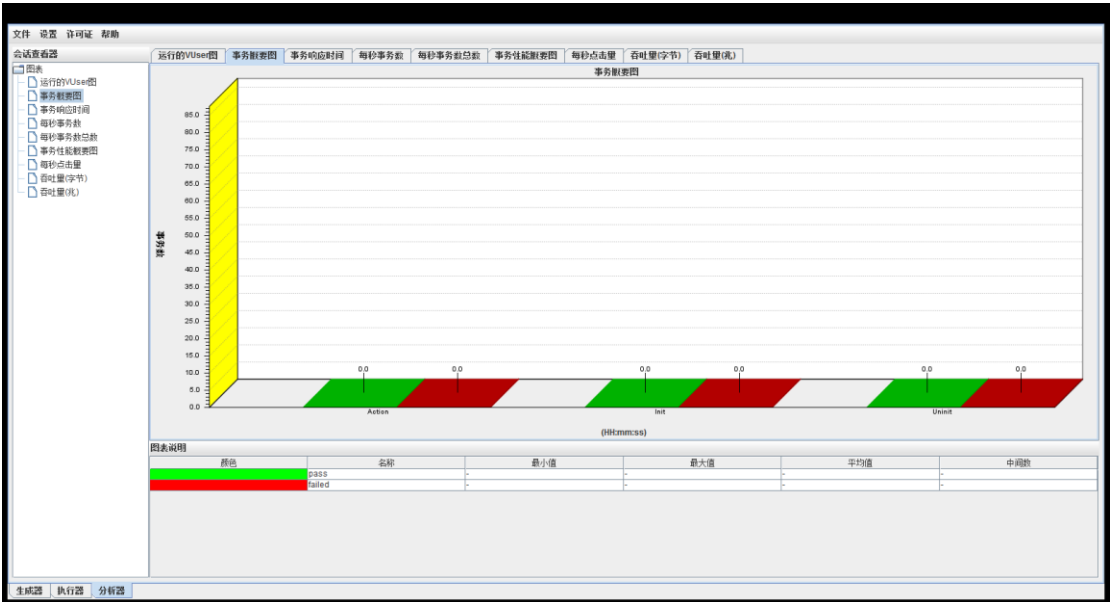 文件 设置 许可证 帮助
会话查看器
图表
运行的VUser图
事务概要图
事务响应时间
每秒事务数
每秒事务数总数
事务性能概要图
每秒点击量
吞吐量(字节)
吞吐量(兆)
运行的VUser图 事务概要图 事务响应时间 每秒事务数 每秒事务数总数 事务性能概要图 每秒点击量 吞吐量(字节) 吞吐量(兆)
事务概要图
事务数
85.0
80.0
75.0
70.0
65.0
60.0
55.0
50.0
45.0
40.0
35.0
30.0
25.0
20.0
15.0
10.0
5.0
0.0
0.0 0.0 0.0 0.0 0.0 0.0
Action Init Uninit
(HH:mm:ss)
图表说明
颜色 名称 最小值 最大值 平均值 中间数
pass - - - -
failed - - - -
生成器 执行器 分析器